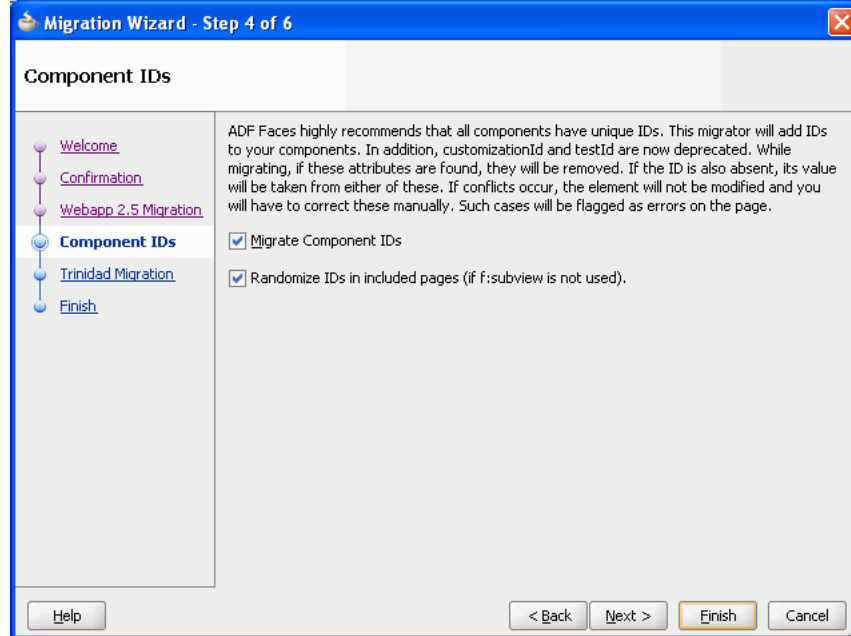 Migration Wizard - Step 4 of 6
Component IDs
Welcome
Confirmation
Webapp 2.5 Migration
Component IDs
Trinidad Migration
Finish
ADF Faces highly recommends that all components have unique IDs. This migrator will add IDs
to your components. In addition, customizationId and testId are now deprecated. While
migrating, if these attributes are found, they will be removed. If the ID is also absent, its value
will be taken from either of these. If conflicts occur, the element will not be modified and you
will have to correct these manually. Such cases will be flagged as errors on the page.
Migrate Component IDs
Randomize IDs in included pages (if f:subview is not used).
Help
< Back
Next >
Finish
Cancel